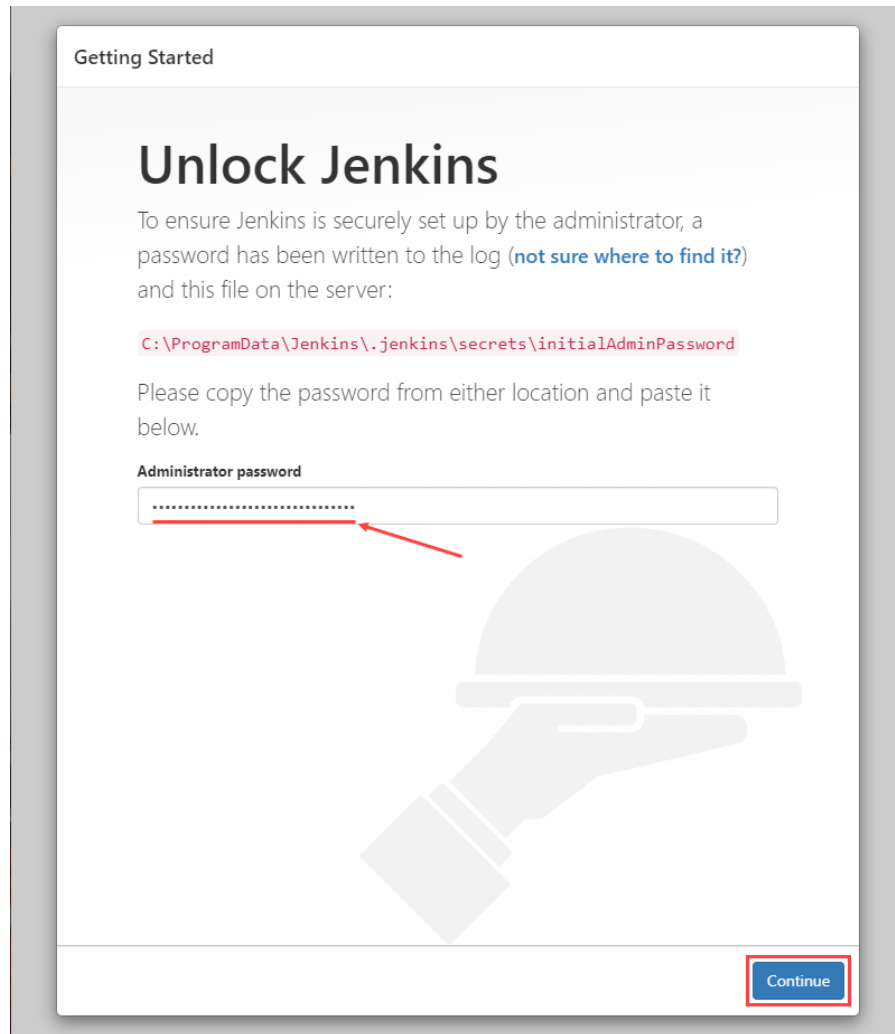 Getting Started
Unlock Jenkins
To ensure Jenkins is securely set up by the administrator, a
password has been written to the log (not sure where to find it?)
and this file on the server:
C:\ProgramData\Jenkins\.jenkins\secrets\initialAdminPassword
Please copy the password from either location and paste it
below.
Administrator password
Continue